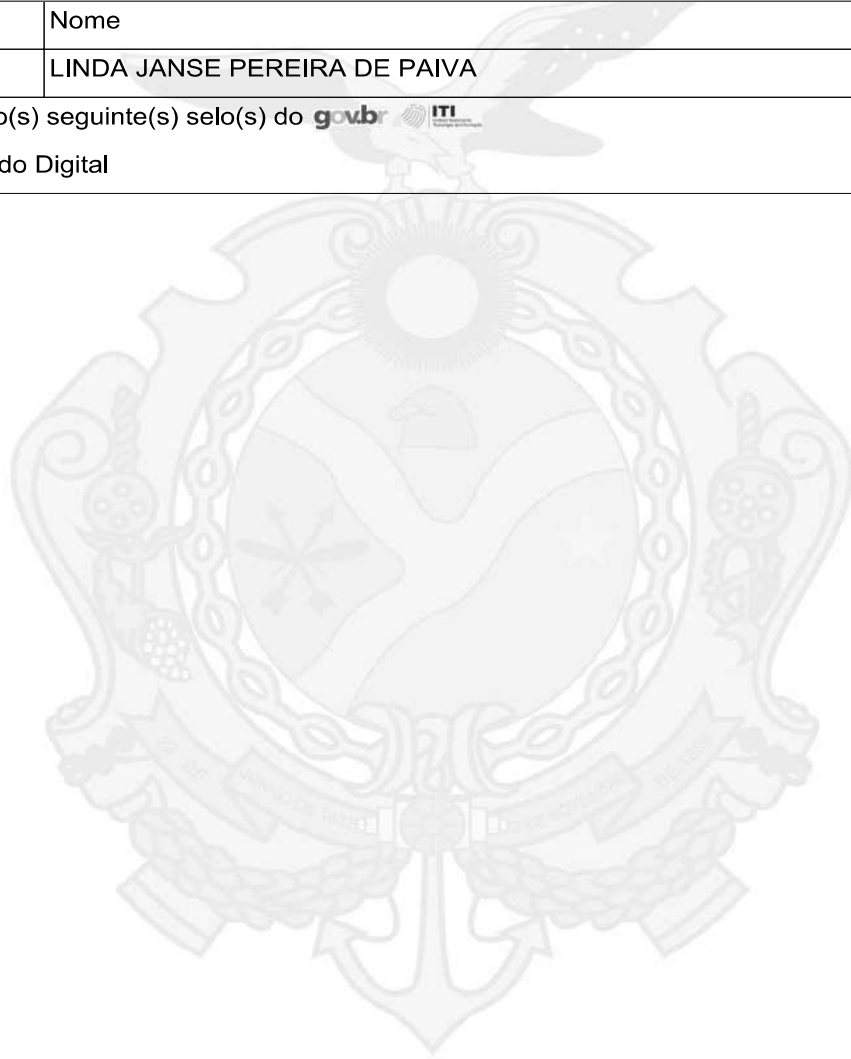 Nome
LINDA JANSE PEREIRA DE PAIVA
o(s) seguinte(s) selo(s) do gov.br ITI
do Digital